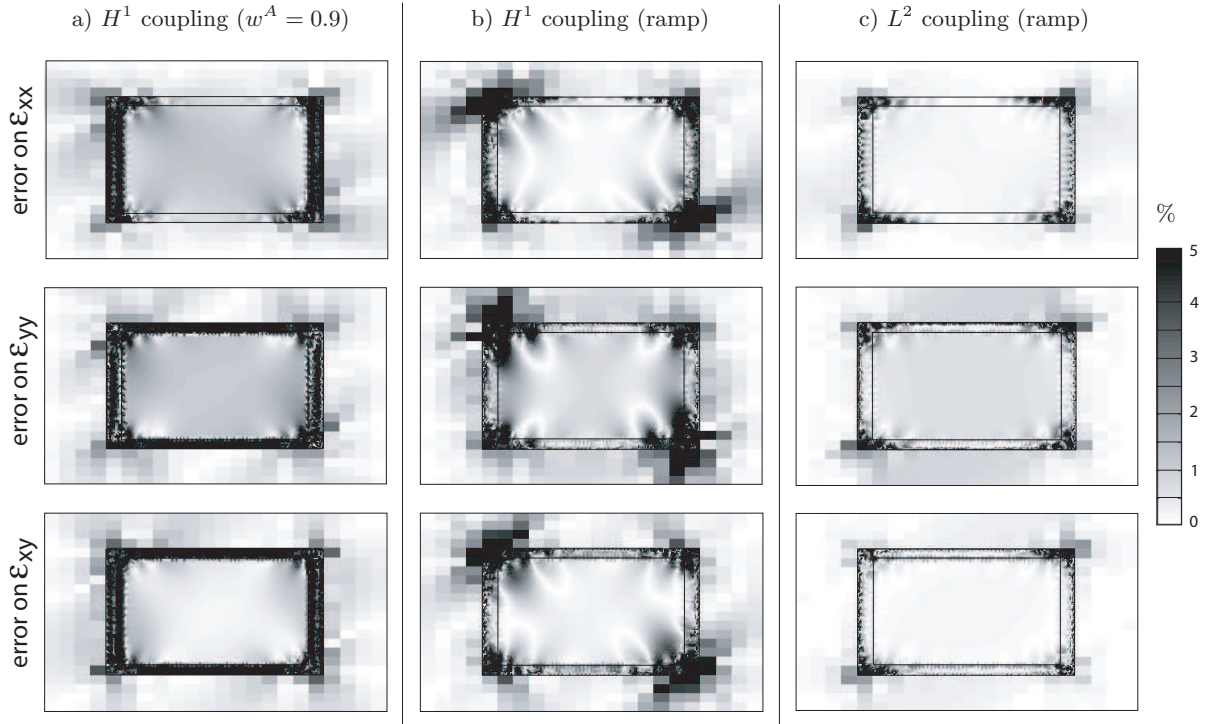 a) H¹ coupling (wᴬ = 0.9)
b) H¹ coupling (ramp)
c) L² coupling (ramp)
error on εxx
error on εyy
error on εxy
%
5
4
3
2
1
0